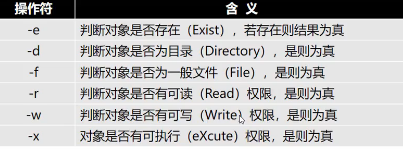 操作符 含 义
-e 判断对象是否存在（Exist），若存在则结果为真
-d 判断对象是否为目录（Directory），是则为真
-f 判断对象是否为一般文件（File），是则为真
-r 判断对象是否有可读（Read）权限，是则为真
-w 判断对象是否有可写（Write）权限，是则为真
-x 对象是否有可执行（eXcute）权限，是则为真